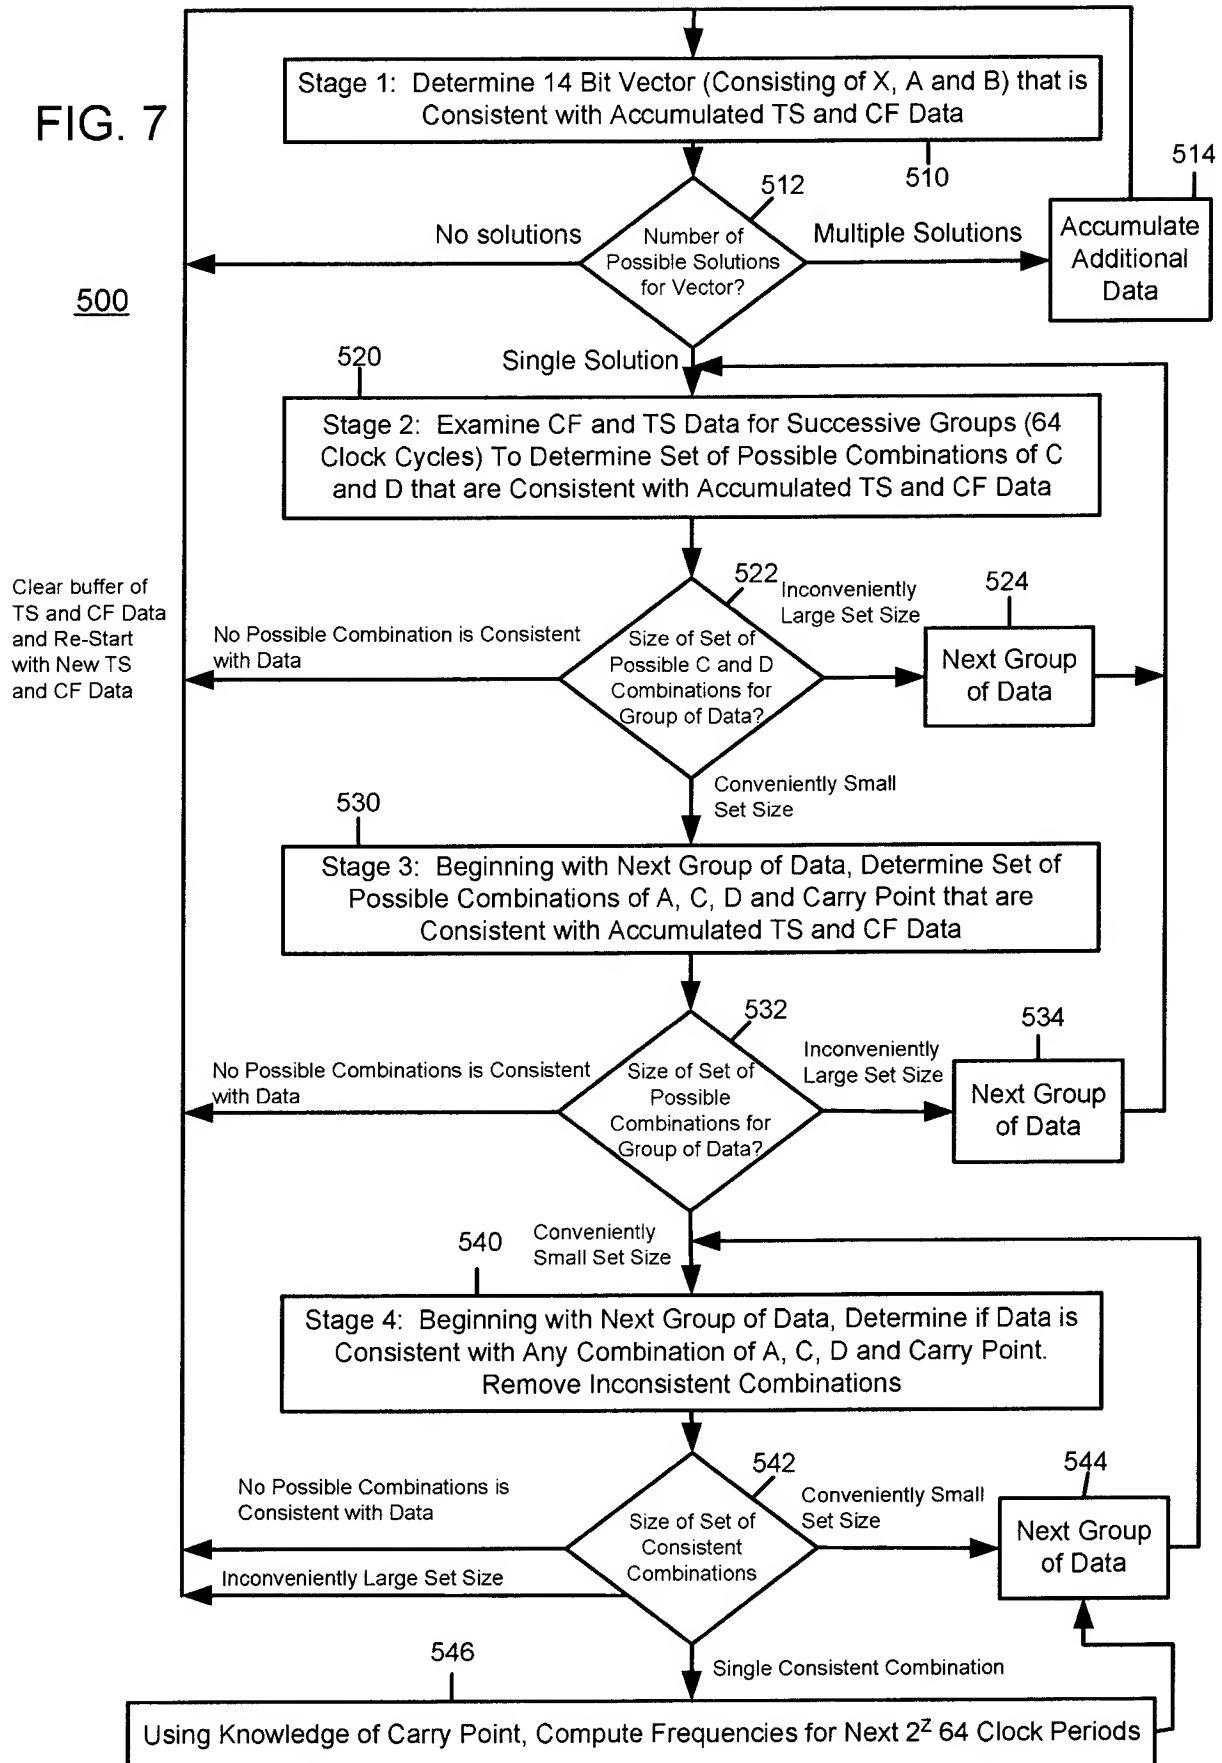 FIG. 7
500
Stage 1: Determine 14 Bit Vector (Consisting of X, A and B) that is
Consistent with Accumulated TS and CF Data
510
512
514
No solutions
Number of
Possible Solutions
for Vector?
Multiple Solutions
Accumulate
Additional
Data
520
Single Solution
Stage 2: Examine CF and TS Data for Successive Groups (64
Clock Cycles) To Determine Set of Possible Combinations of C
and D that are Consistent with Accumulated TS and CF Data
Clear buffer of
TS and CF Data
and Re-Start
with New TS
and CF Data
522
Inconveniently
Large Set Size
524
No Possible Combination is Consistent
with Data
Size of Set of
Possible C and D
Combinations for
Group of Data?
Next Group
of Data
Conveniently Small
Set Size
530
Stage 3: Beginning with Next Group of Data, Determine Set of
Possible Combinations of A, C, D and Carry Point that are
Consistent with Accumulated TS and CF Data
532
534
Inconveniently
Large Set Size
No Possible Combinations is Consistent
with Data
Size of Set of
Possible
Combinations for
Group of Data?
Next Group
of Data
540
Conveniently
Small Set Size
Stage 4: Beginning with Next Group of Data, Determine if Data is
Consistent with Any Combination of A, C, D and Carry Point.
Remove Inconsistent Combinations
542
544
No Possible Combinations is
Consistent with Data
Conveniently Small
Set Size
Size of Set of
Consistent
Combinations
Next Group
of Data
Inconveniently Large Set Size
546
Single Consistent Combination
Using Knowledge of Carry Point, Compute Frequencies for Next 2^Z 64 Clock Periods